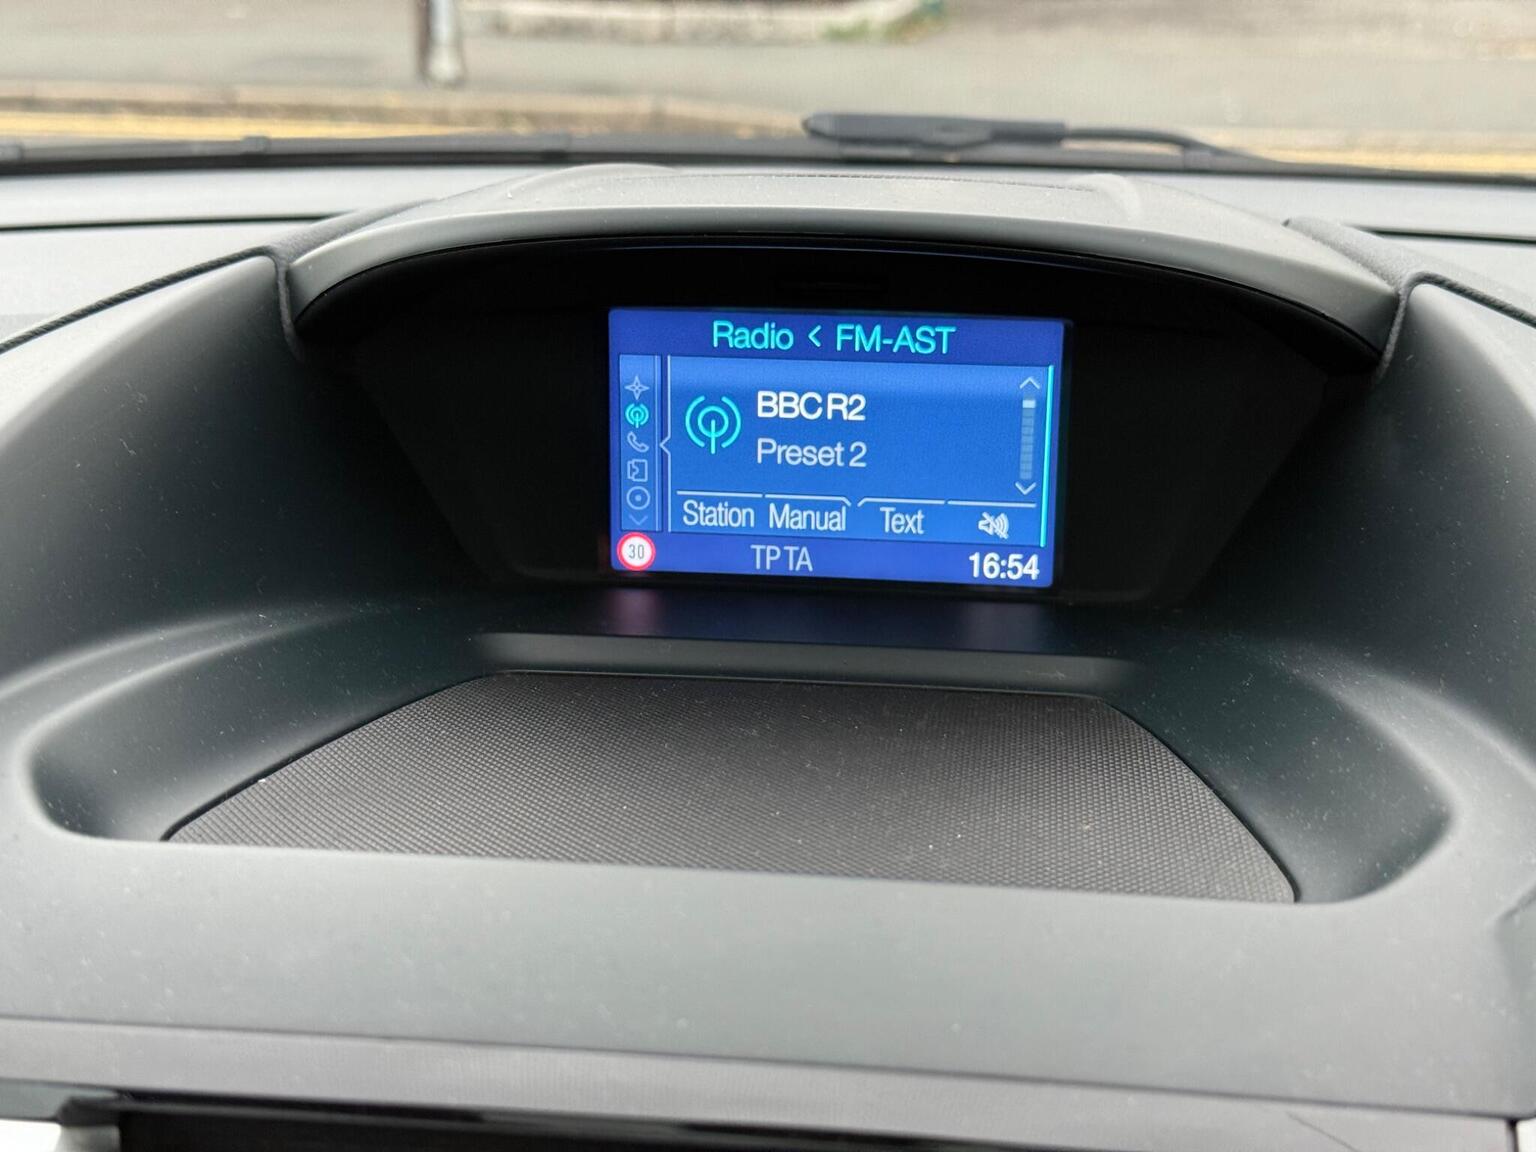 Radio < FM-AST
BBC R2
Preset 2
Station Manual Text
30
TP TA 16:54